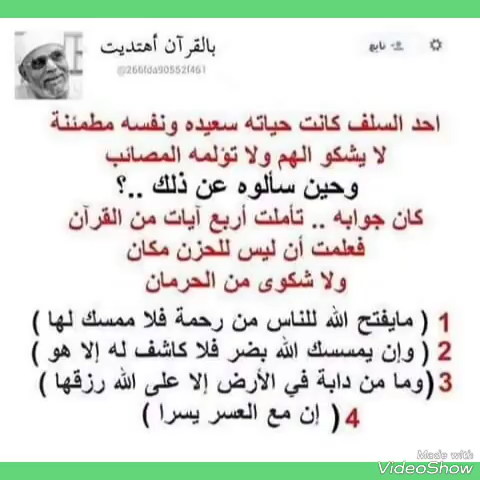 بالقرآن أهتديت
تابع
@266fda90552f461
احد السلف كانت حياته سعيده ونفسه مطمئنة
لا يشكو الهم ولا تؤلمه المصائب
وحين سألوه عن ذلك ..؟
كان جوابه .. تأملت أربع آيات من القرآن
فعلمت أن ليس للحزن مكان
ولا شكوى من الحرمان
1 ( مايفتح الله للناس من رحمة فلا ممسك لها )
2 ( وإن يمسسك الله بضر فلا كاشف له إلا هو )
3 (وما من دابة في الأرض إلا على الله رزقها )
4 ( إن مع العسر يسرا )
Made with
VideoShow